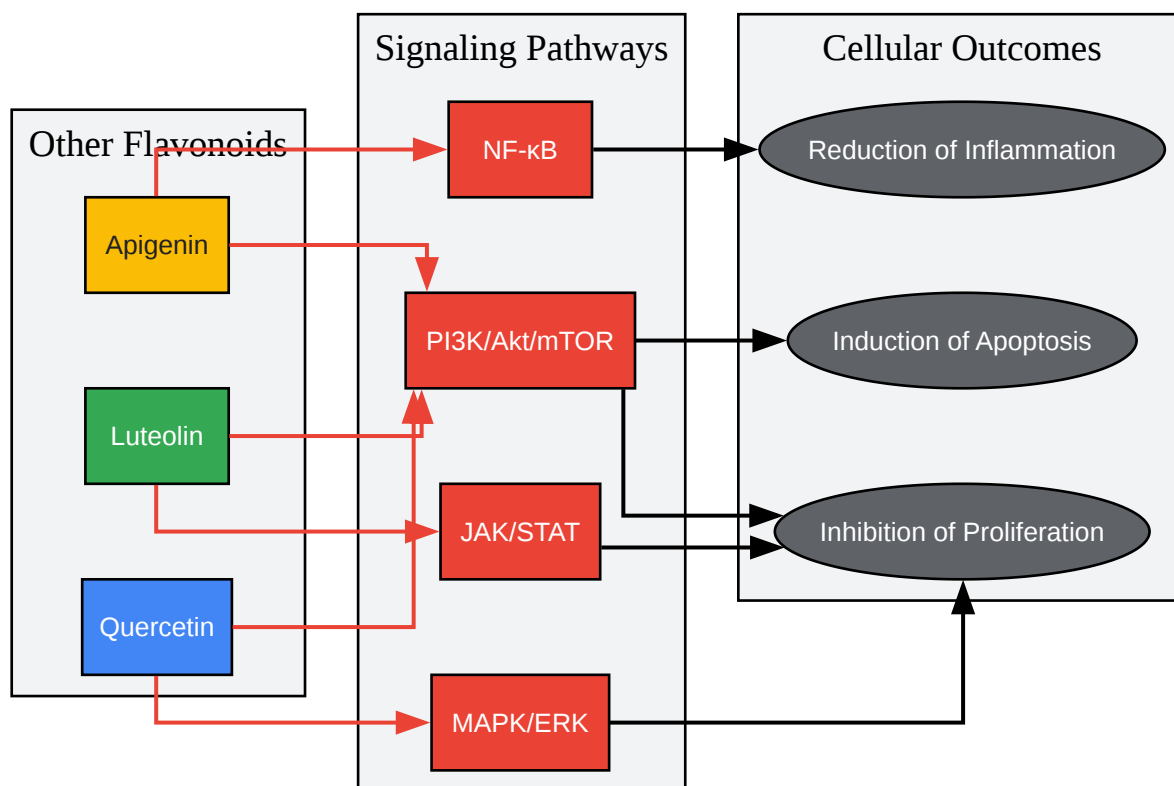 Signaling Pathways
Cellular Outcomes
Other Flavonoids
NF-κB
Reduction of Inflammation
Apigenin
PI3K/Akt/mTOR
Induction of Apoptosis
Luteolin
JAK/STAT
Inhibition of Proliferation
Quercetin
MAPK/ERK